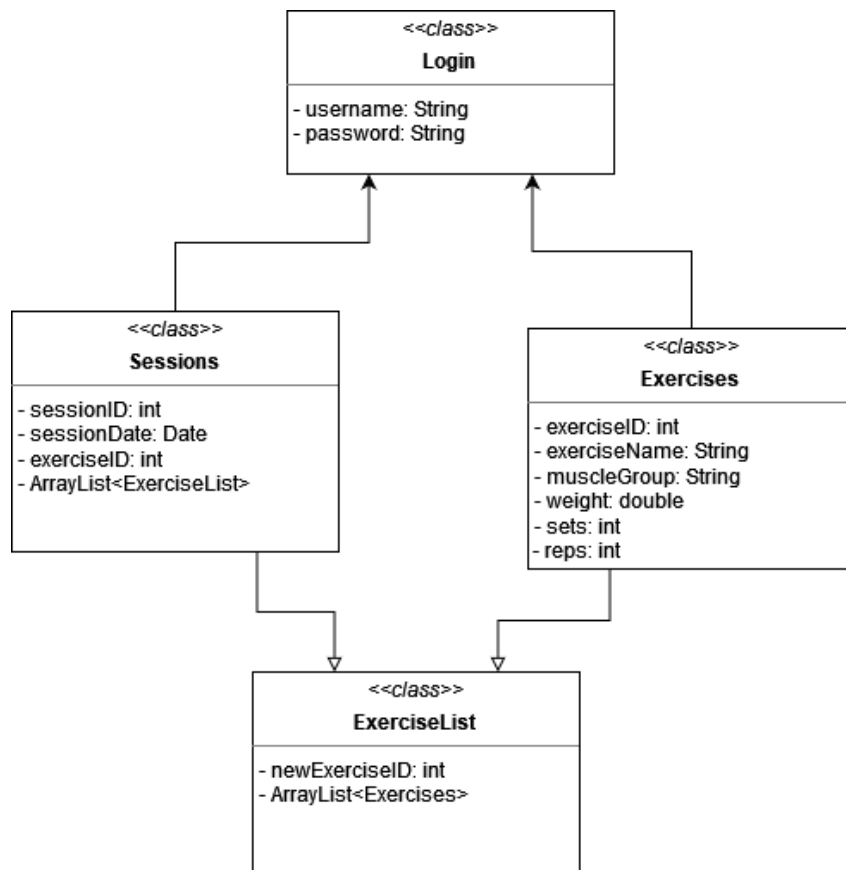 <<class>>
Login
- username: String
- password: String
<<class>>
Sessions
- sessionID: int
- sessionDate: Date
- exerciseID: int
- ArrayList<ExerciseList>
<<class>>
Exercises
- exerciseID: int
- exerciseName: String
- muscleGroup: String
- weight: double
- sets: int
- reps: int
<<class>>
ExerciseList
- newExerciseID: int
- ArrayList<Exercises>